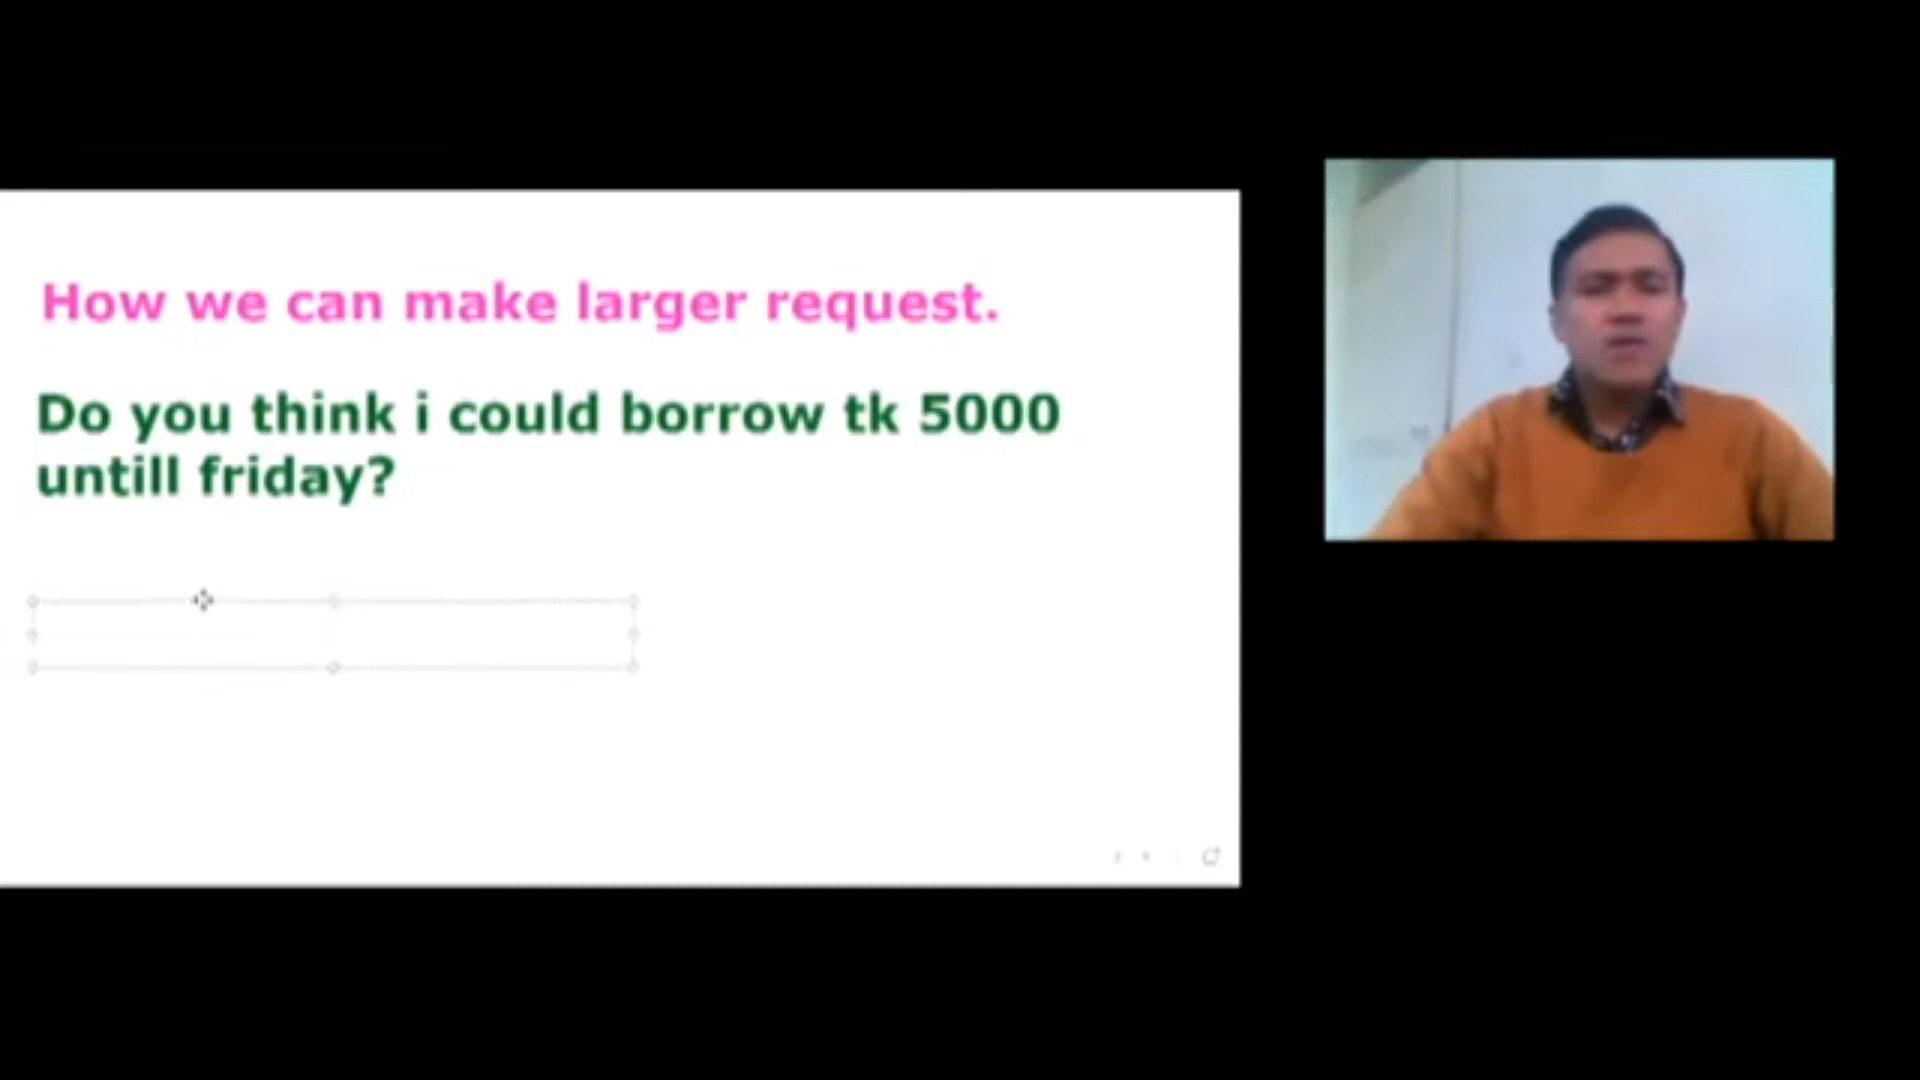 How we can make larger request.
Do you think i could borrow tk 5000
untill friday?